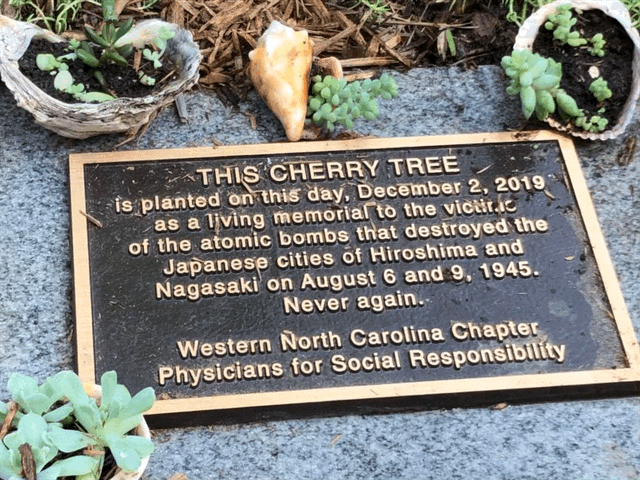 THIS CHERRY TREE
is planted on this day, December 2, 2019
as a living memorial to the victims
of the atomic bombs that destroyed the
Japanese cities of Hiroshima and
Nagasaki on August 6 and 9, 1945.
Never again.
Western North Carolina Chapter
Physicians for Social Responsibility